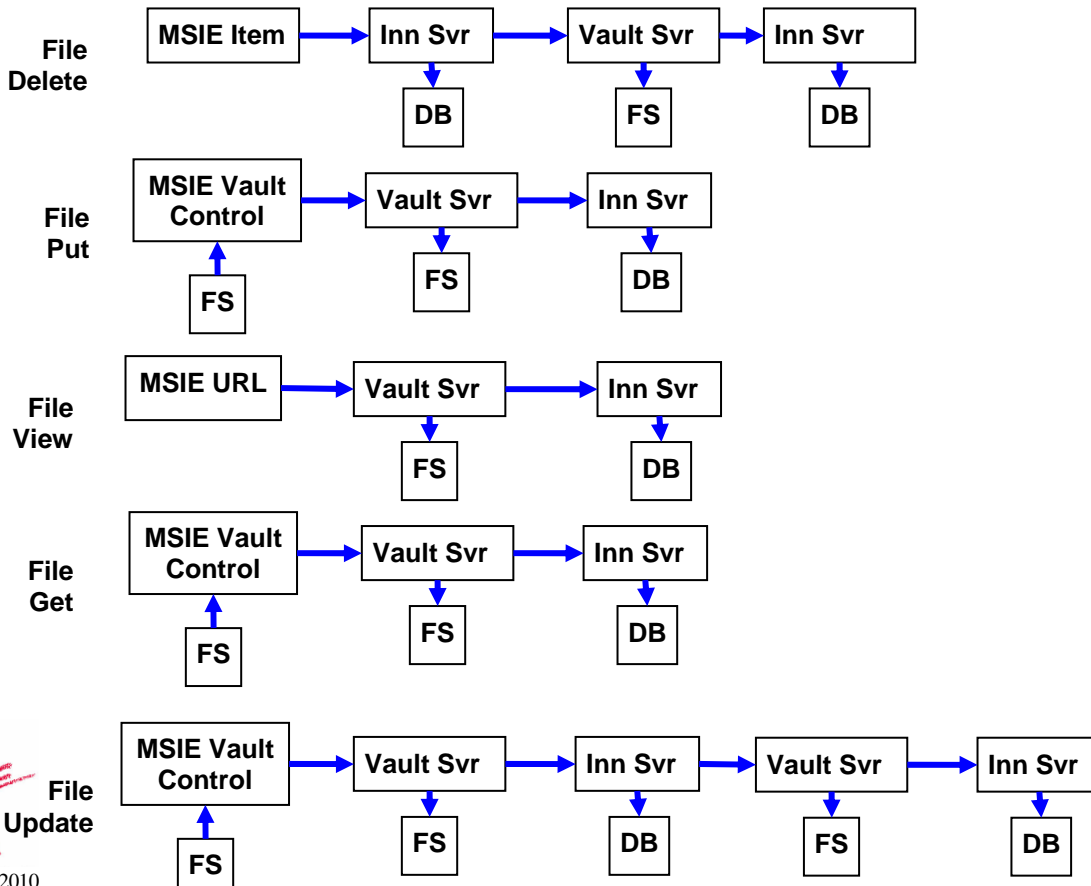 File
Delete
MSIE Item
Inn Svr
Vault Svr
Inn Svr
DB
FS
DB
File
Put
MSIE Vault
Control
Vault Svr
Inn Svr
FS
FS
DB
File
View
MSIE URL
Vault Svr
Inn Svr
FS
DB
File
Get
MSIE Vault
Control
Vault Svr
Inn Svr
FS
FS
DB
File
Update
MSIE Vault
Control
Vault Svr
Inn Svr
Vault Svr
Inn Svr
FS
FS
DB
FS
DB
2010